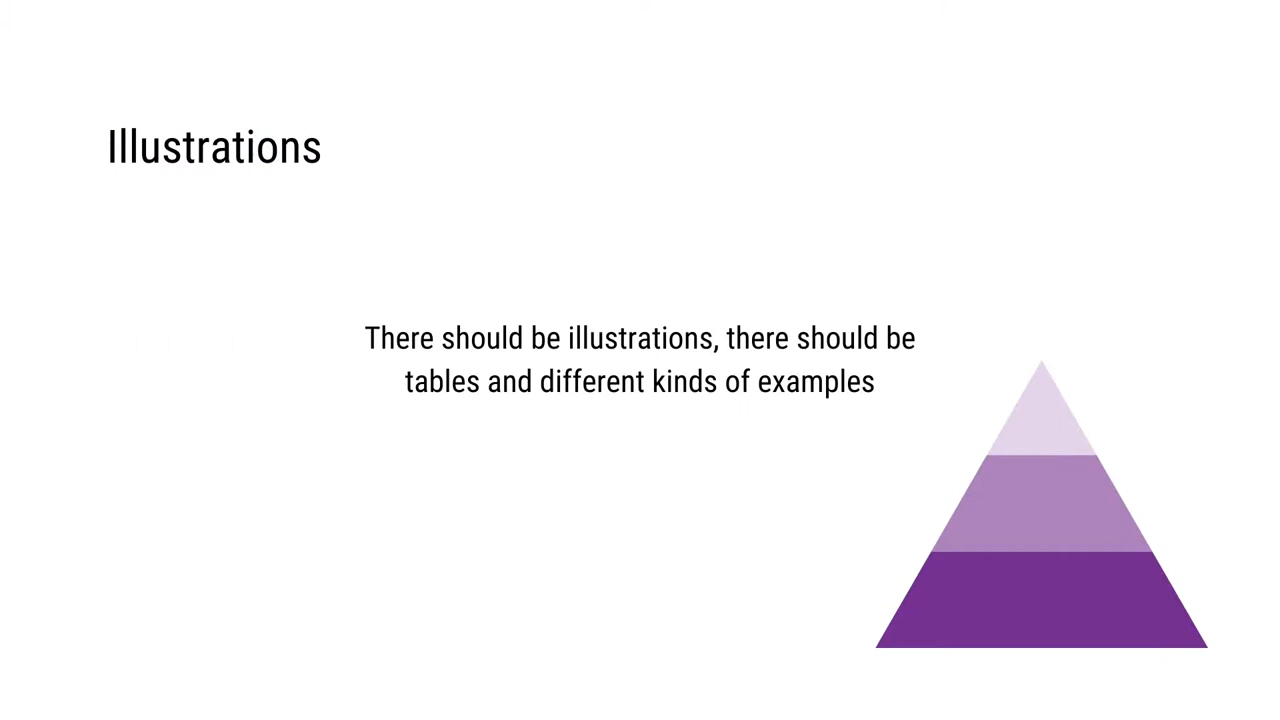 Illustrations
There should be illustrations, there should be
tables and different kinds of examples